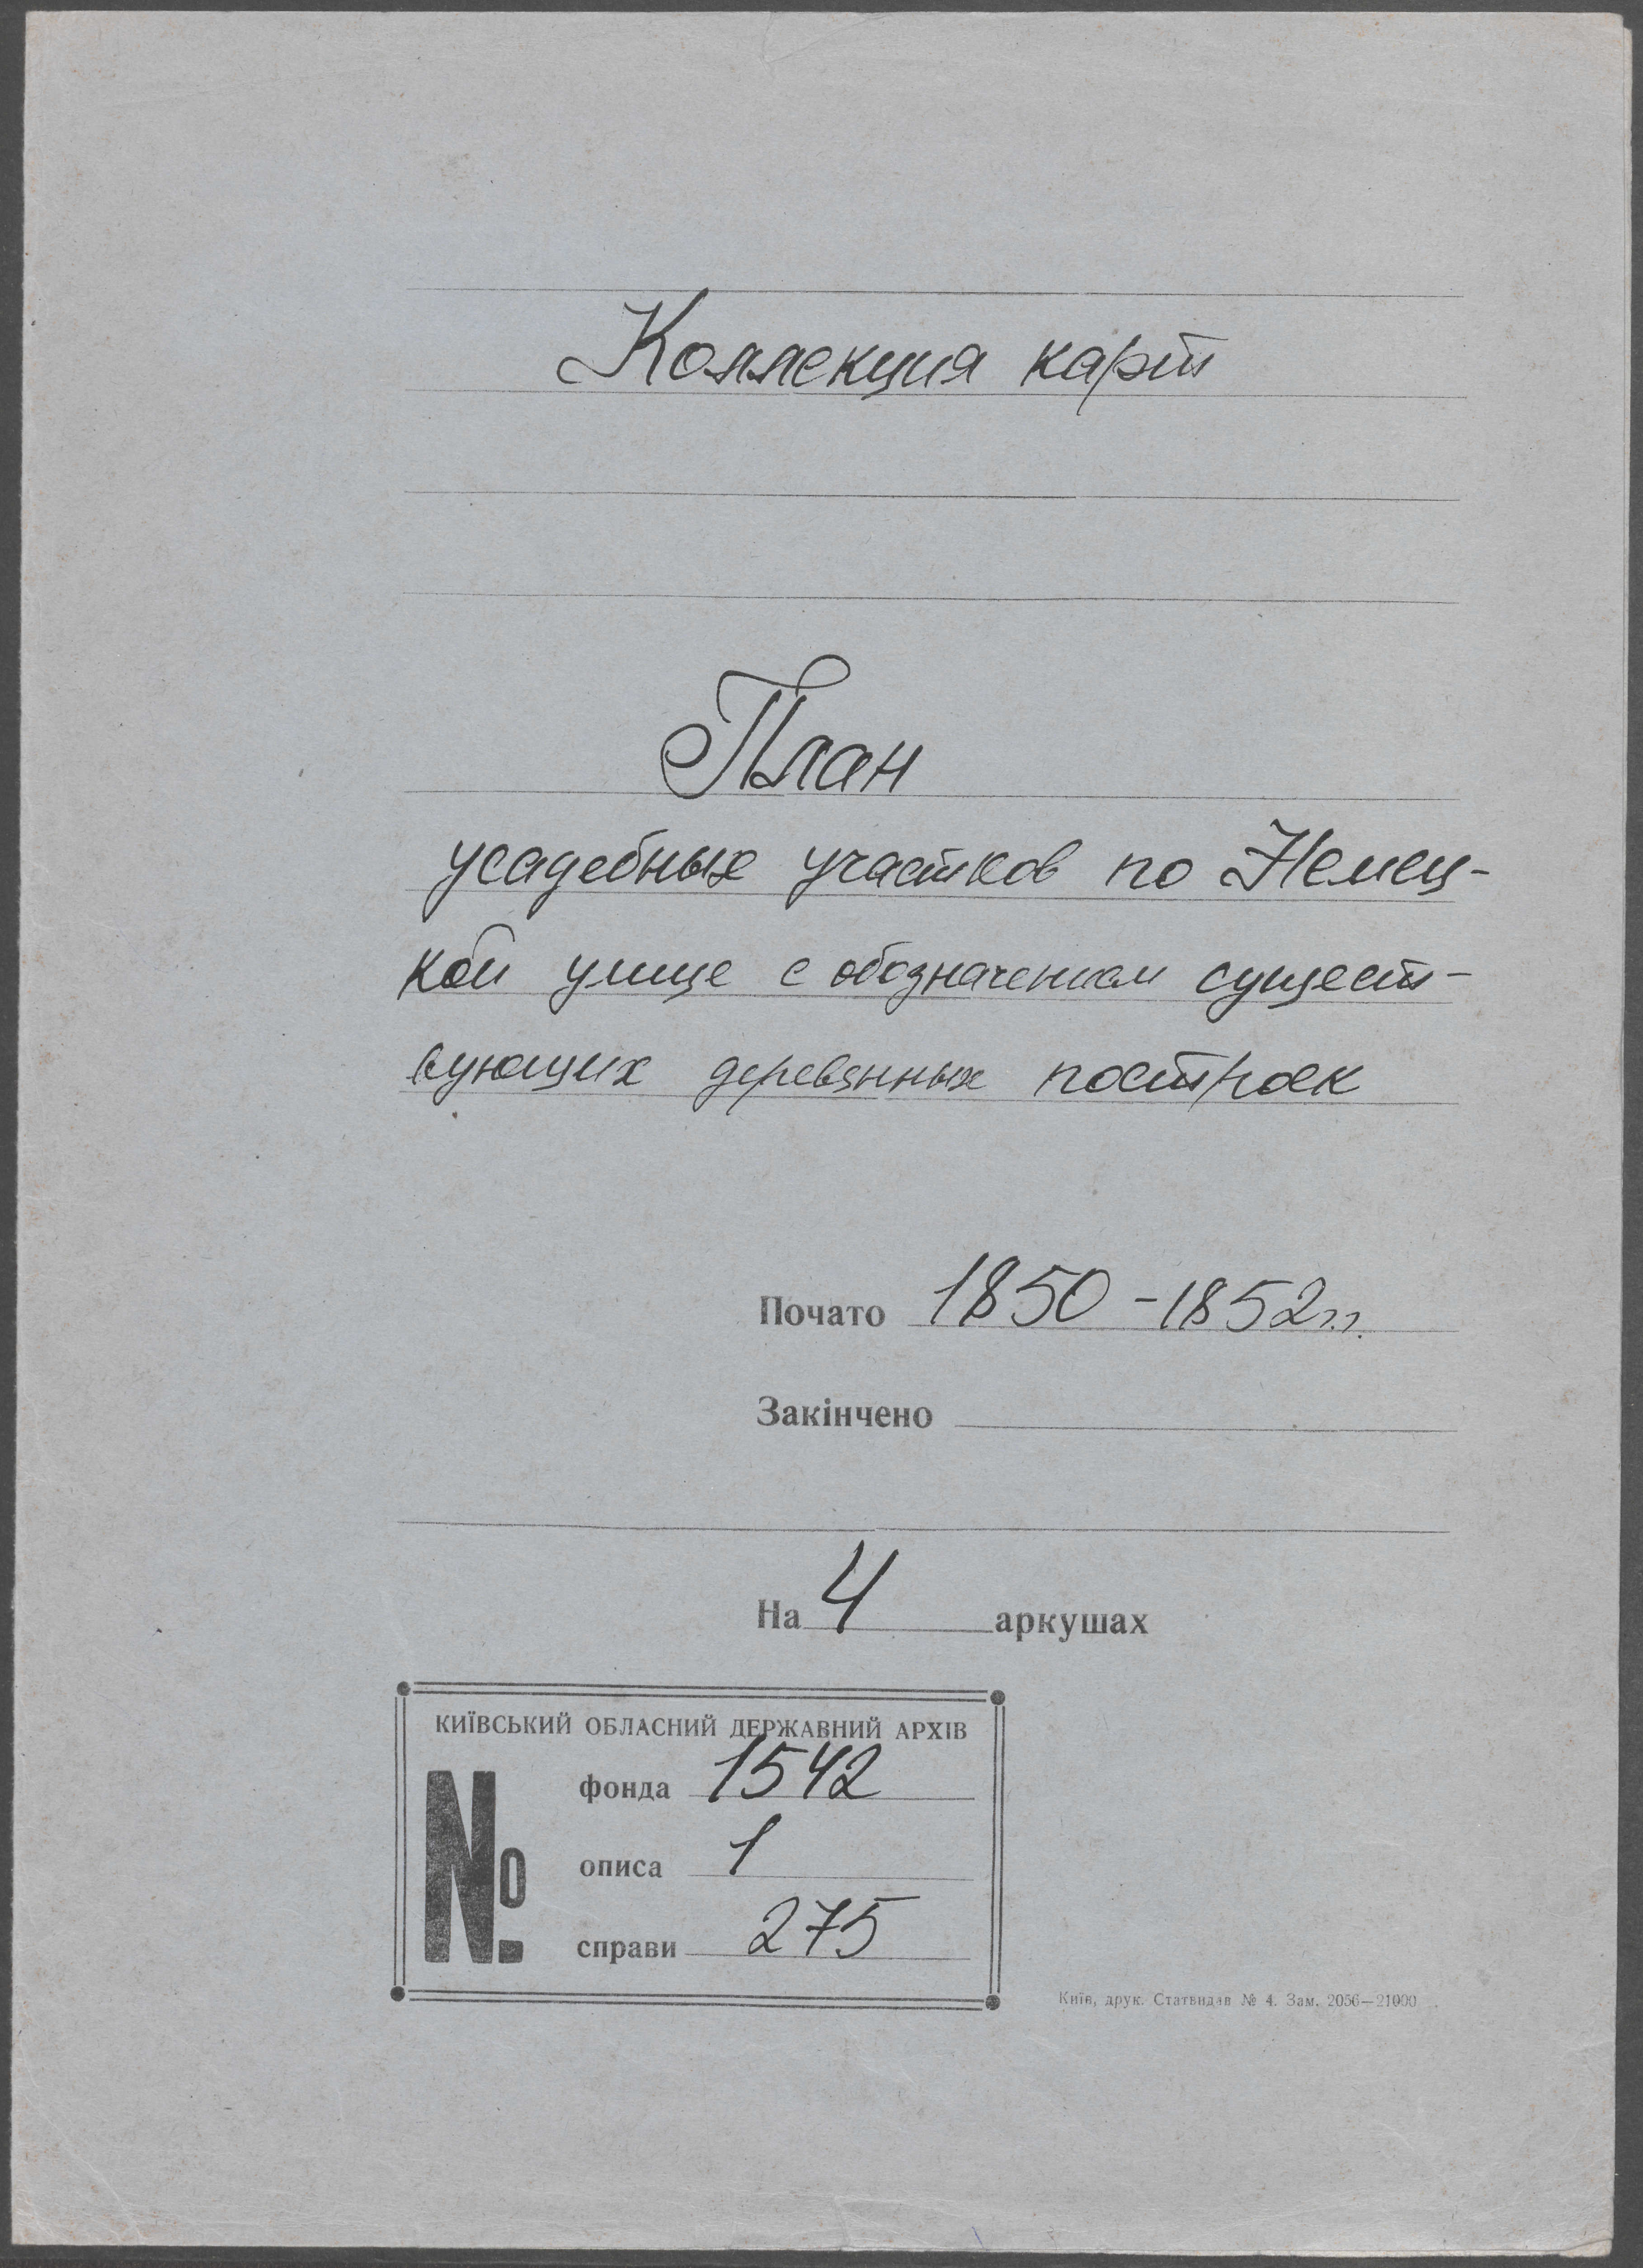 Коллекция карт
План
усадебных участков по Немец-
кой улице с обозначением сущест-
вующих деревянных построек
Почато 1850-1852гг.
Закінчено
На 4 аркушах
КИЇВСЬКИЙ ОБЛАСНИЙ ДЕРЖАВНИЙ АРХІВ
№
фонда 1542
описа 1
справи 275
Київ, друк. Статвидав № 4. Зам. 2056—21000